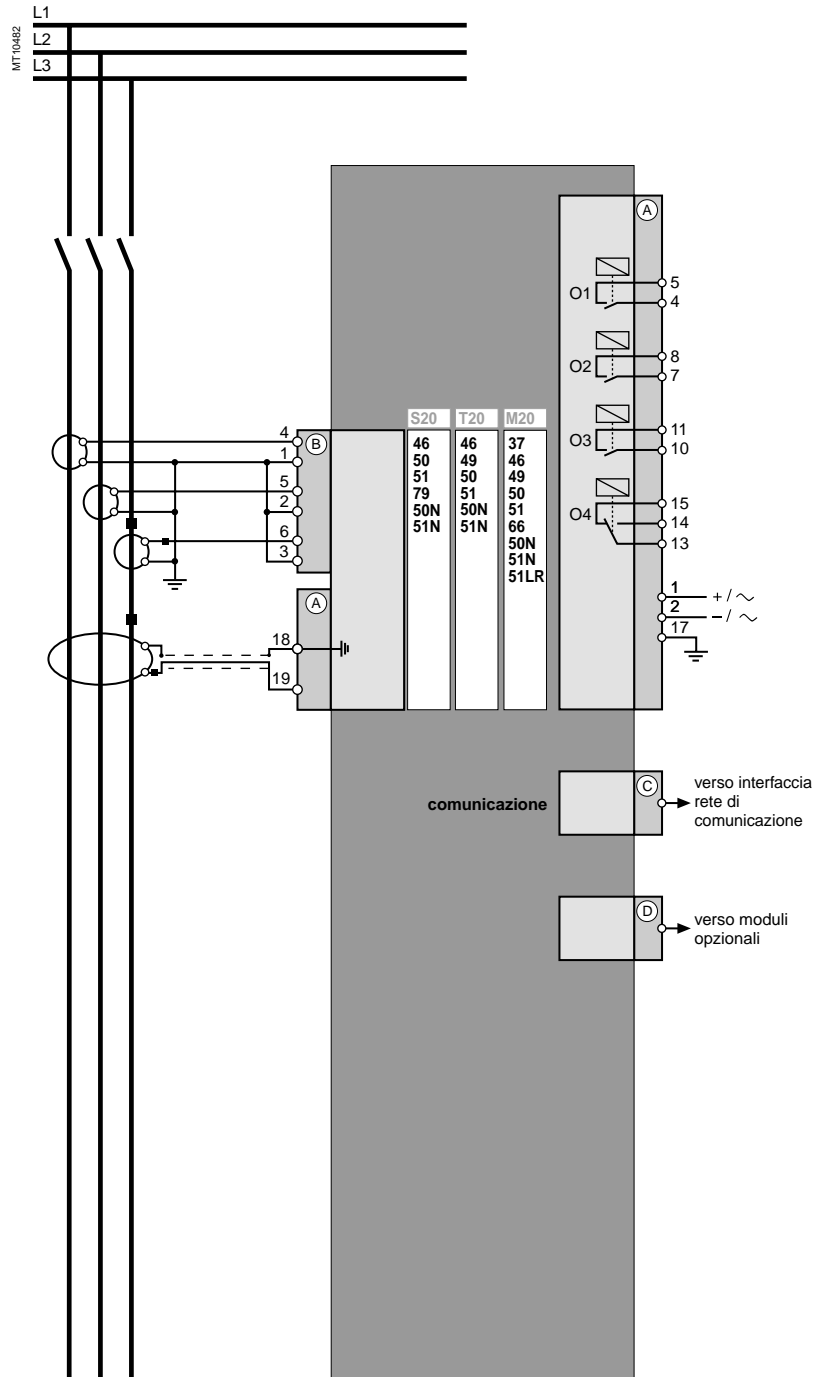 MT10482
L1
L2
L3
A
O1
5
4
O2
8
7
O3
11
10
O4
15
14
13
1
+ / ~
2
− / ~
17
4
1
5
2
6
3
B
A
18
19
S20
46
50
51
79
50N
51N
T20
46
49
50
51
50N
51N
M20
37
46
49
50
51
66
50N
51N
51LR
comunicazione
C
verso interfaccia
rete di
comunicazione
D
verso moduli
opzionali